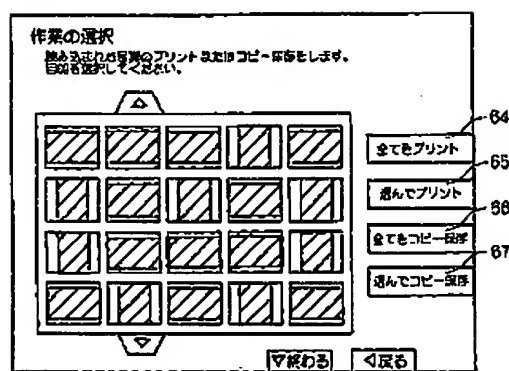 作業の選択
読み込まれた写真のプリントまたはコピー保存をします。
目的を選択してください。
64
全てをプリント
65
選んでプリント
66
全てをコピー保存
67
選んでコピー保存
▽終わる
◁戻る